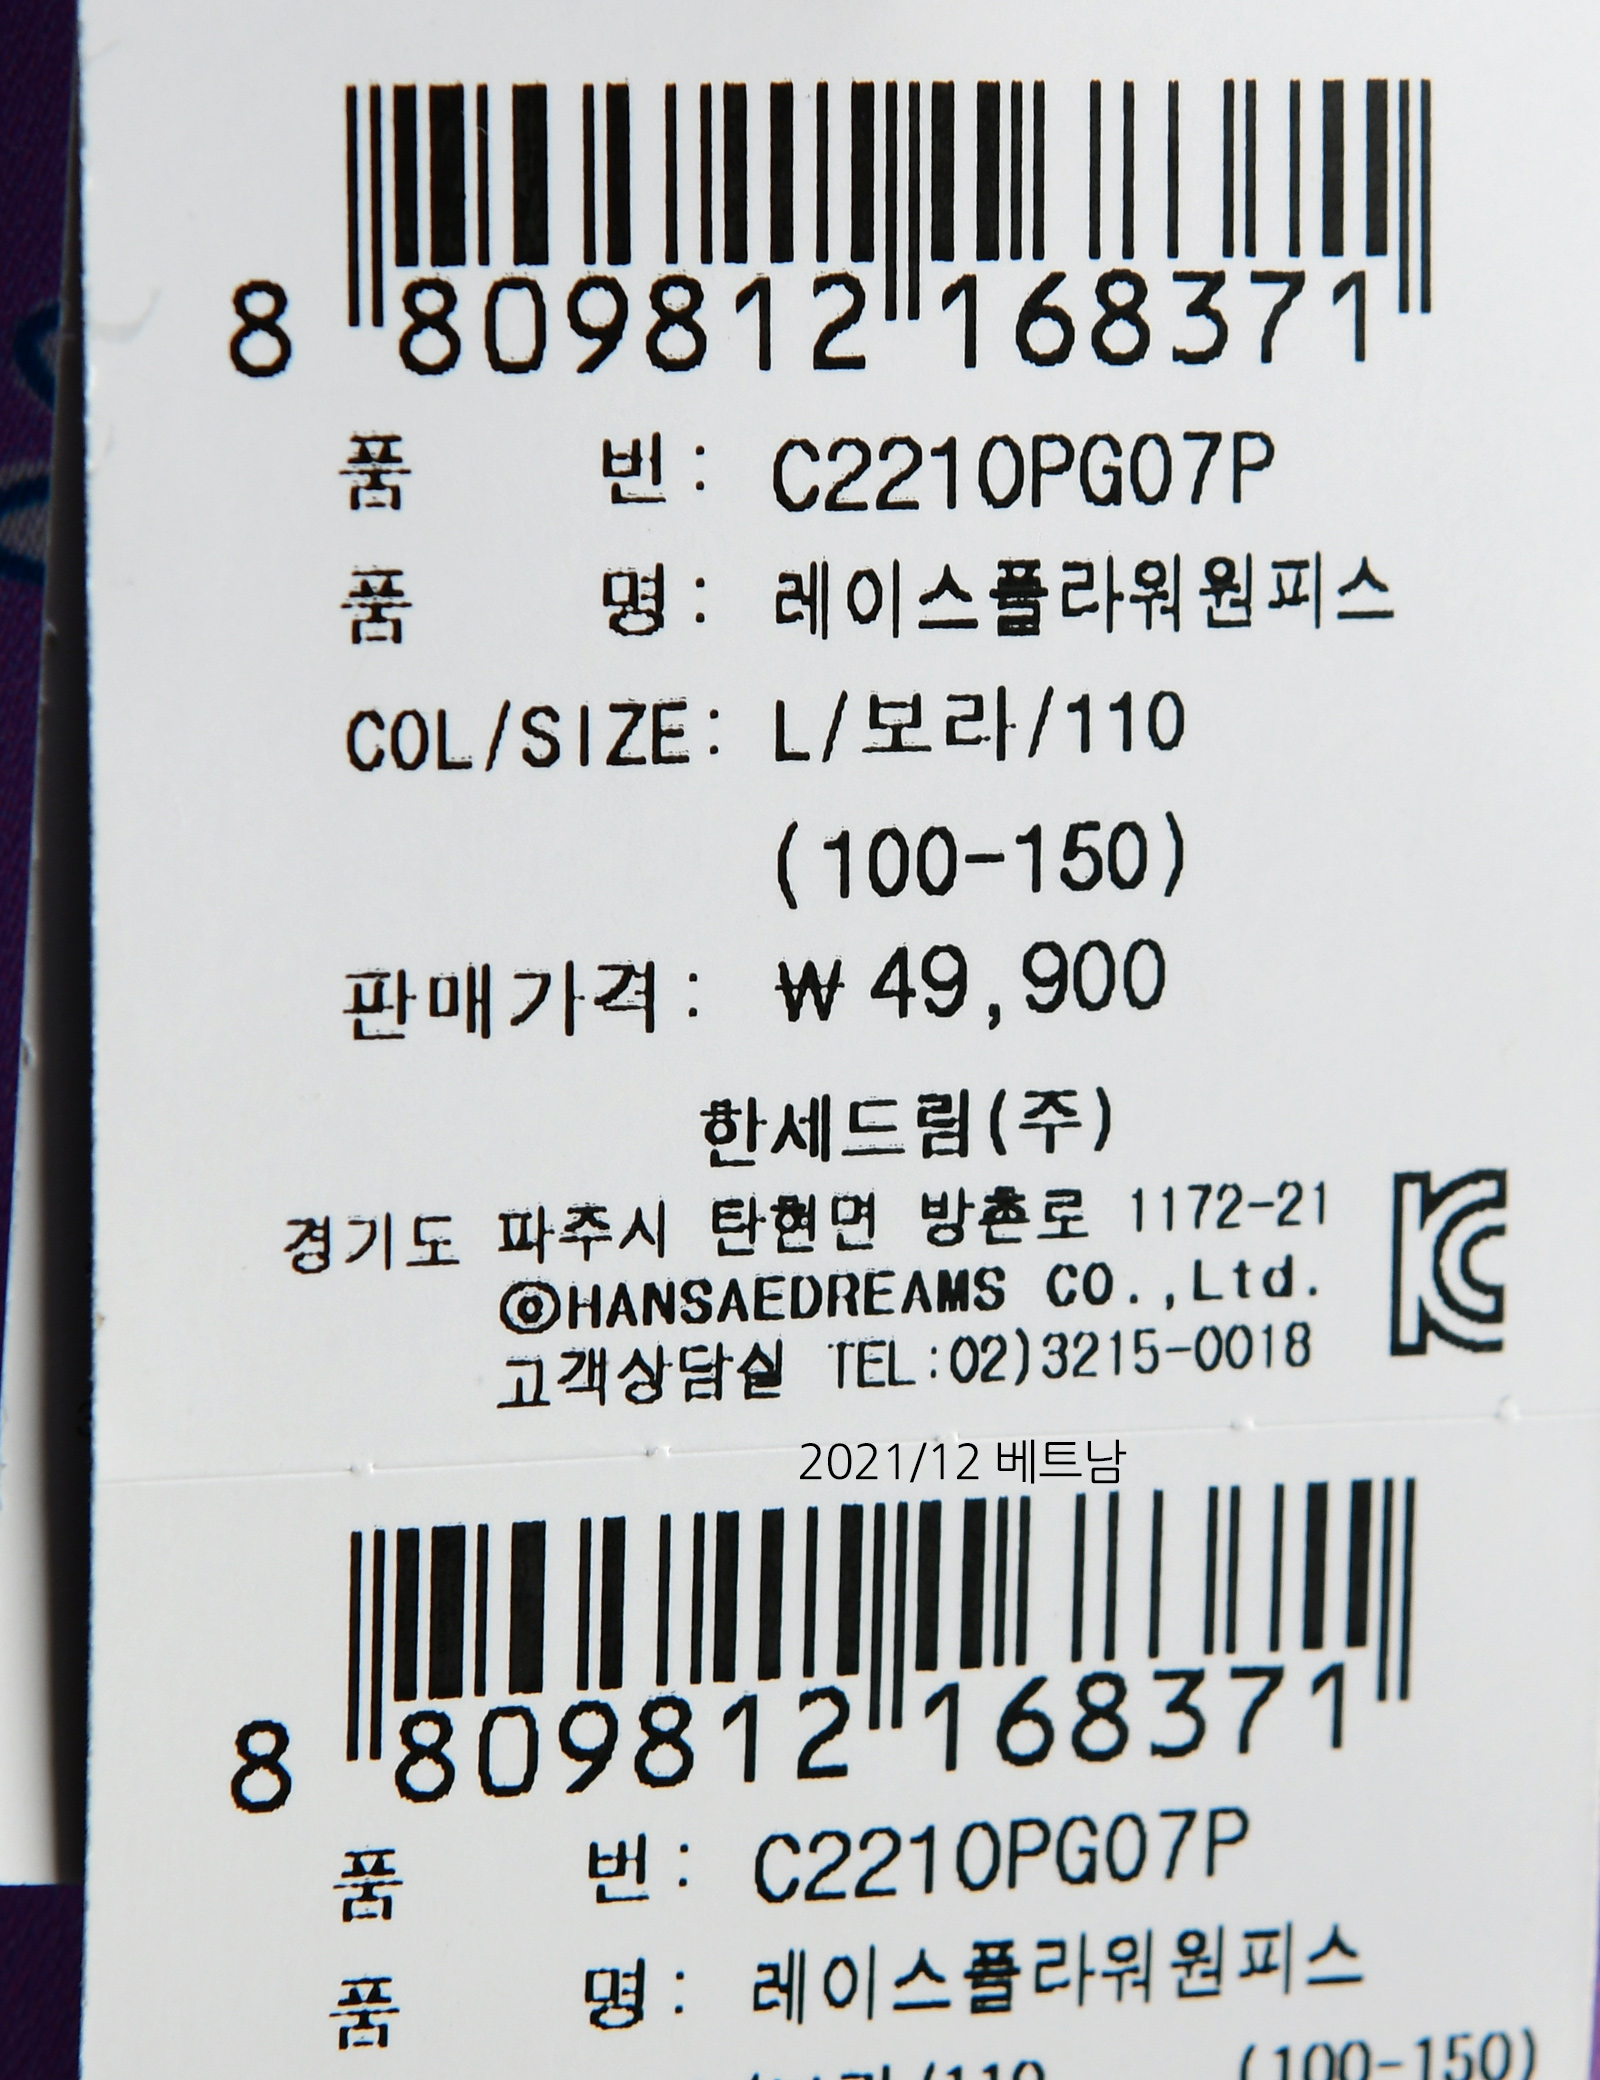 8 809812 168371
품 번: C2210PG07P
품 명: 레이스플라워원피스
COL/SIZE: L/보라/110
(100-150)
판매가격: ₩49,900
한세드림(주)
경기도 파주시 탄현면 방촌로 1172-21
ⓒHANSAEDREAMS CO.,Ltd.
고객상담실 TEL:02)3215-0018
KC
2021/12 베트남
8 809812 168371
품 번: C2210PG07P
품 명: 레이스플라워원피스
/보라/110 (100-150)